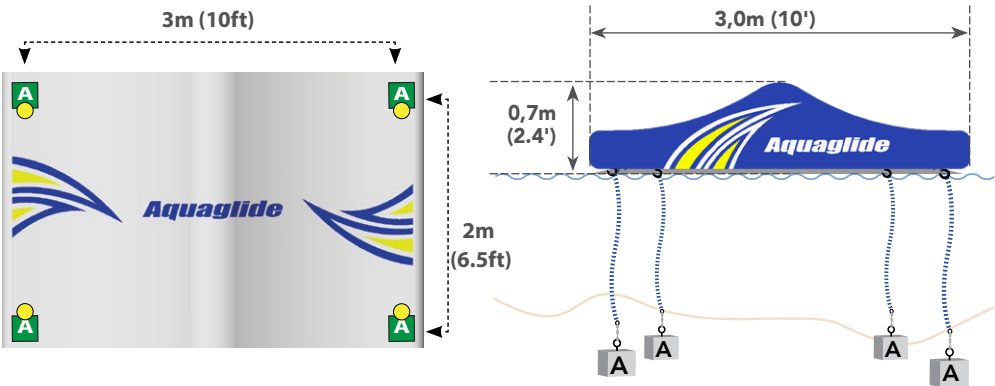 3m (10ft)
A
A
Aquaglide
A
A
2m
(6.5ft)
3,0m (10')
0,7m
(2.4')
Aquaglide
A
A
A
A